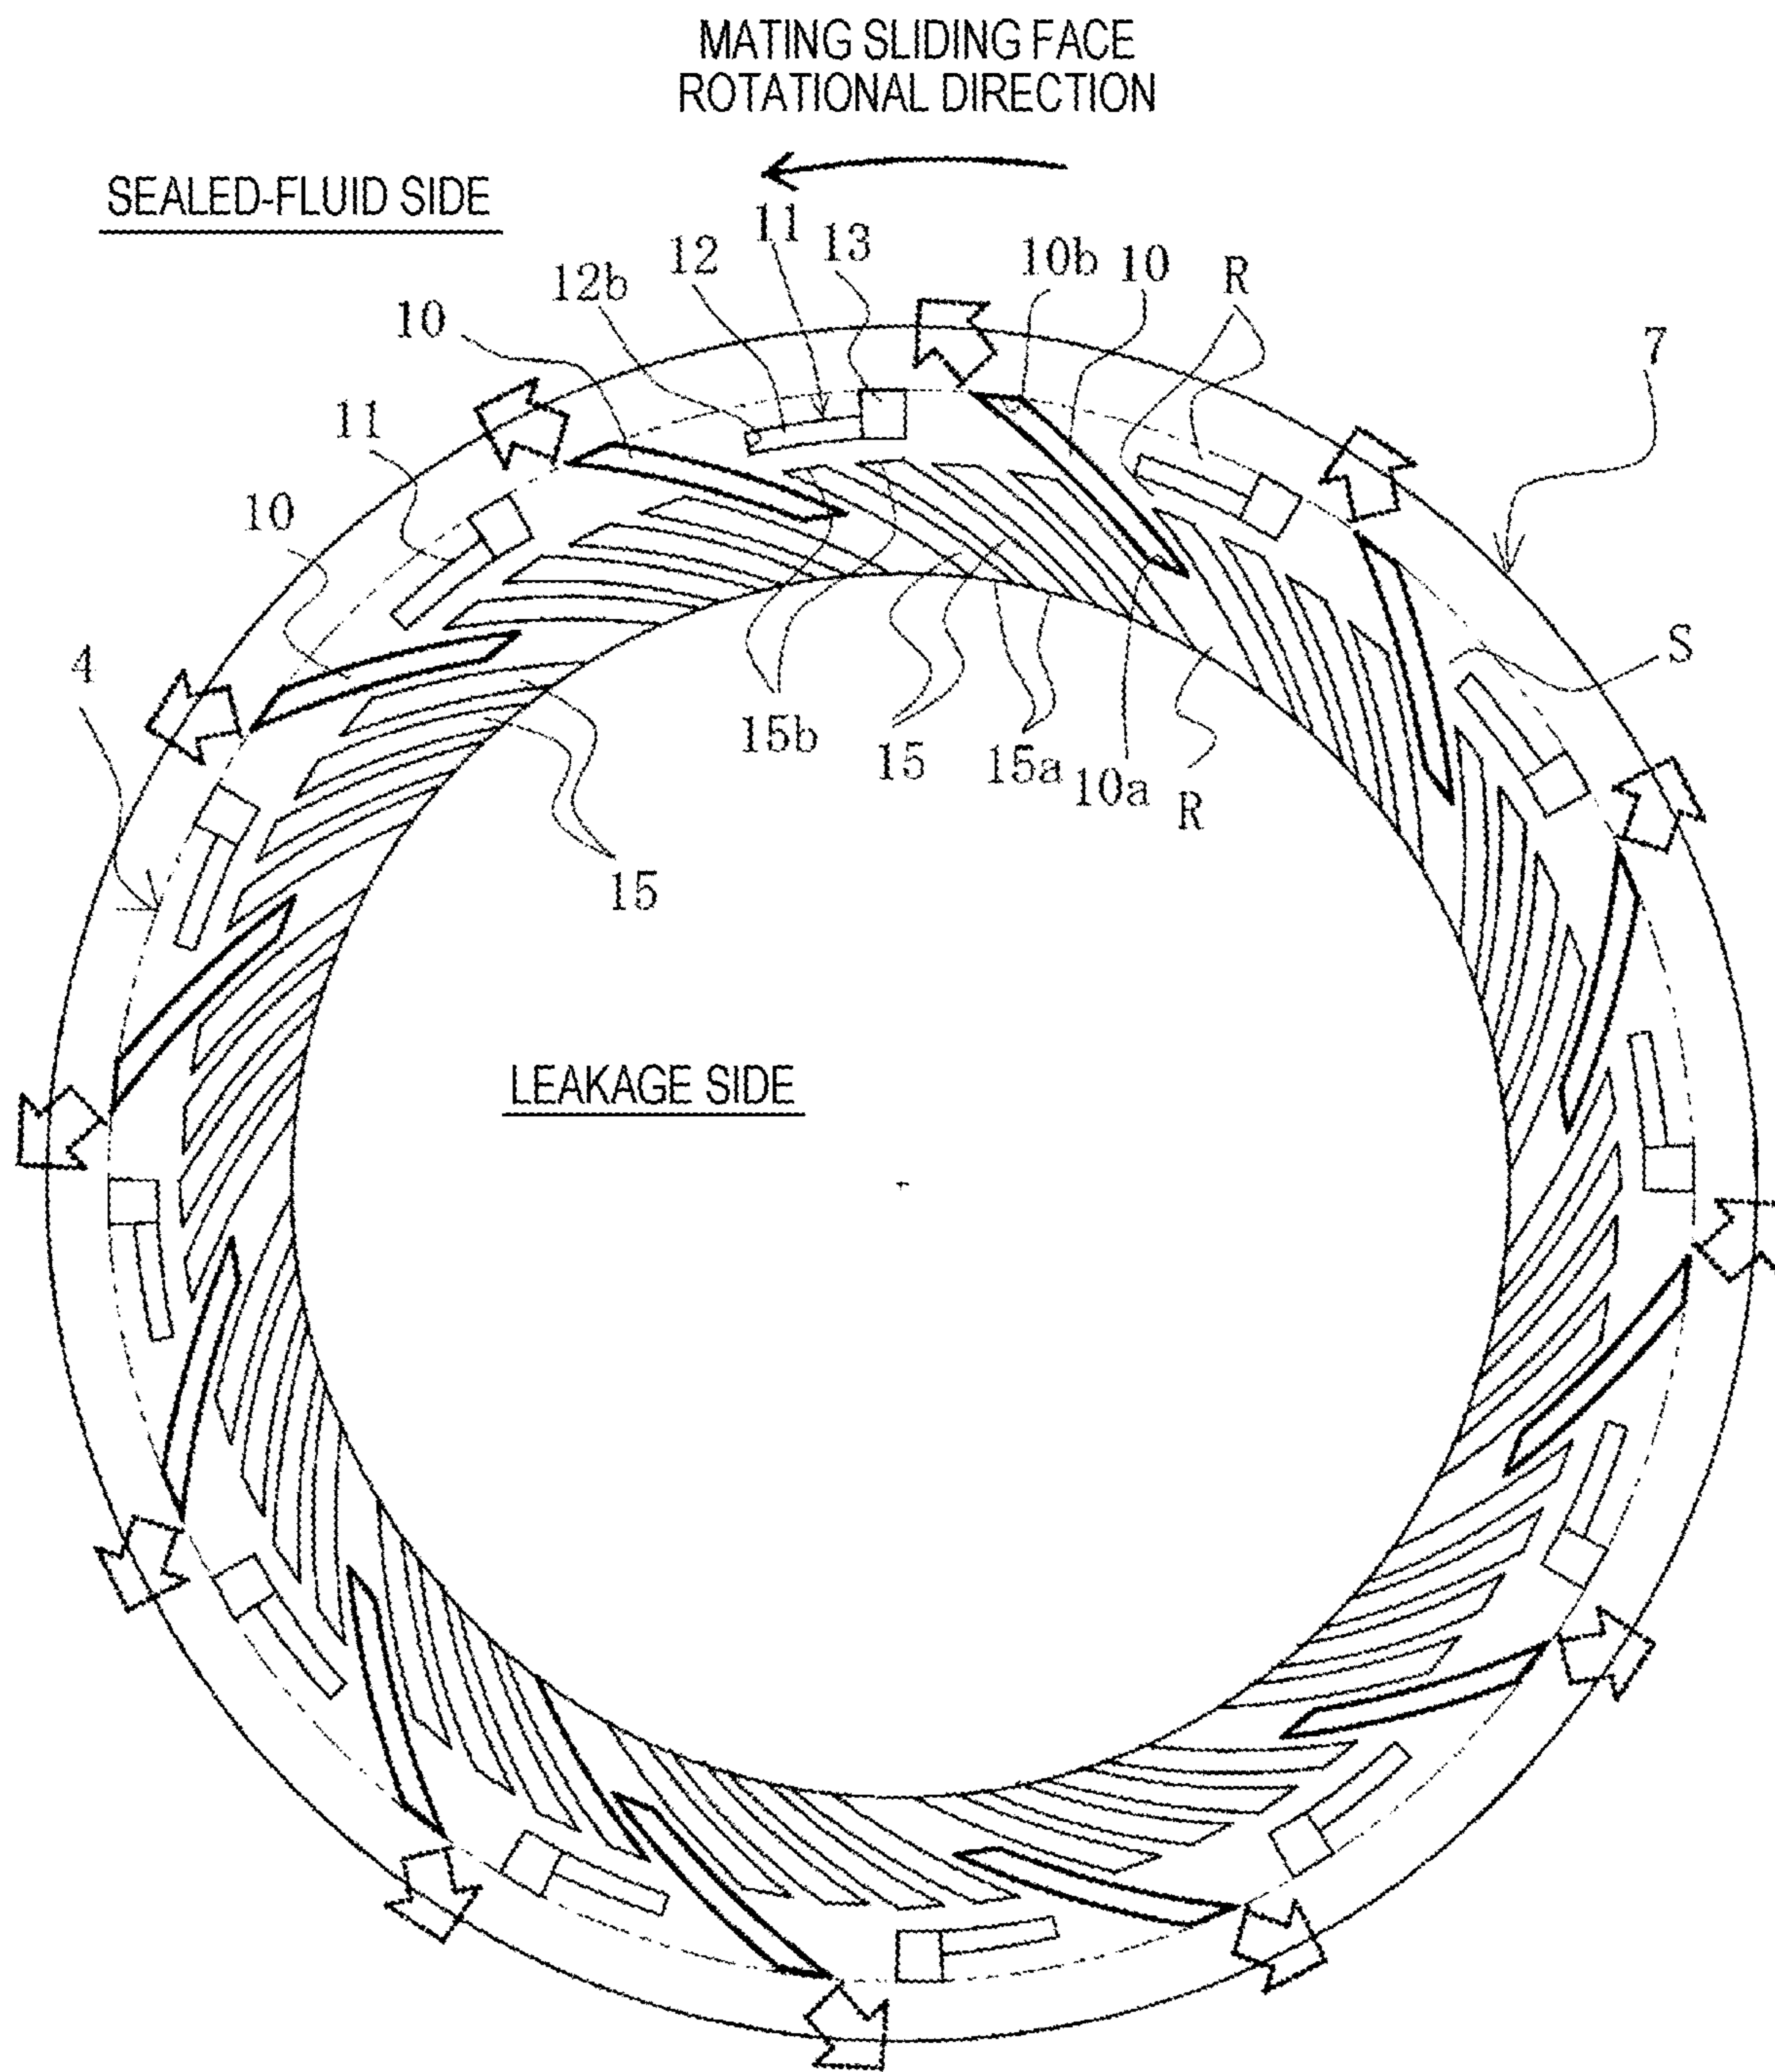 MATING SLIDING FACE
ROTATIONAL DIRECTION
SEALED-FLUID SIDE
11
13
12
12b
10b
10
R
10
7
11
10
S
4
15b
15
15a
10a
R
15
LEAKAGE SIDE